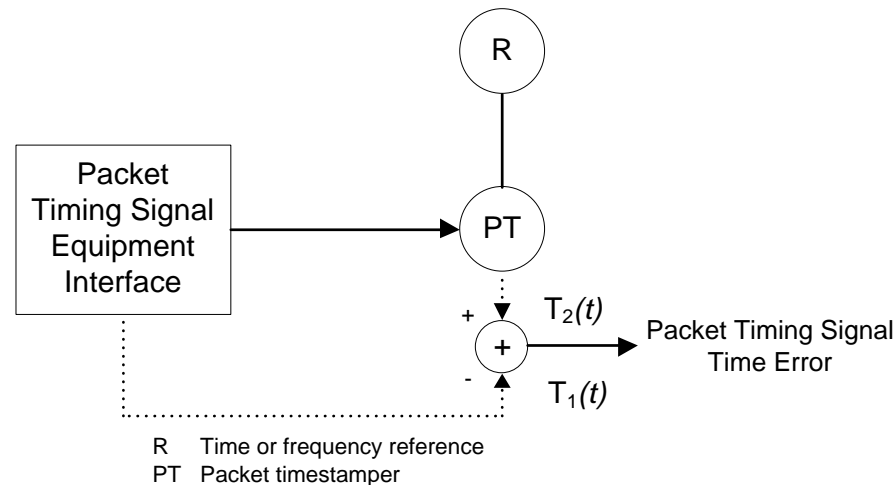 R
Packet
Timing Signal
Equipment
Interface
PT
+
T₂(t)
+
Packet Timing Signal
Time Error
-
T₁(t)
R Time or frequency reference
PT Packet timestamper